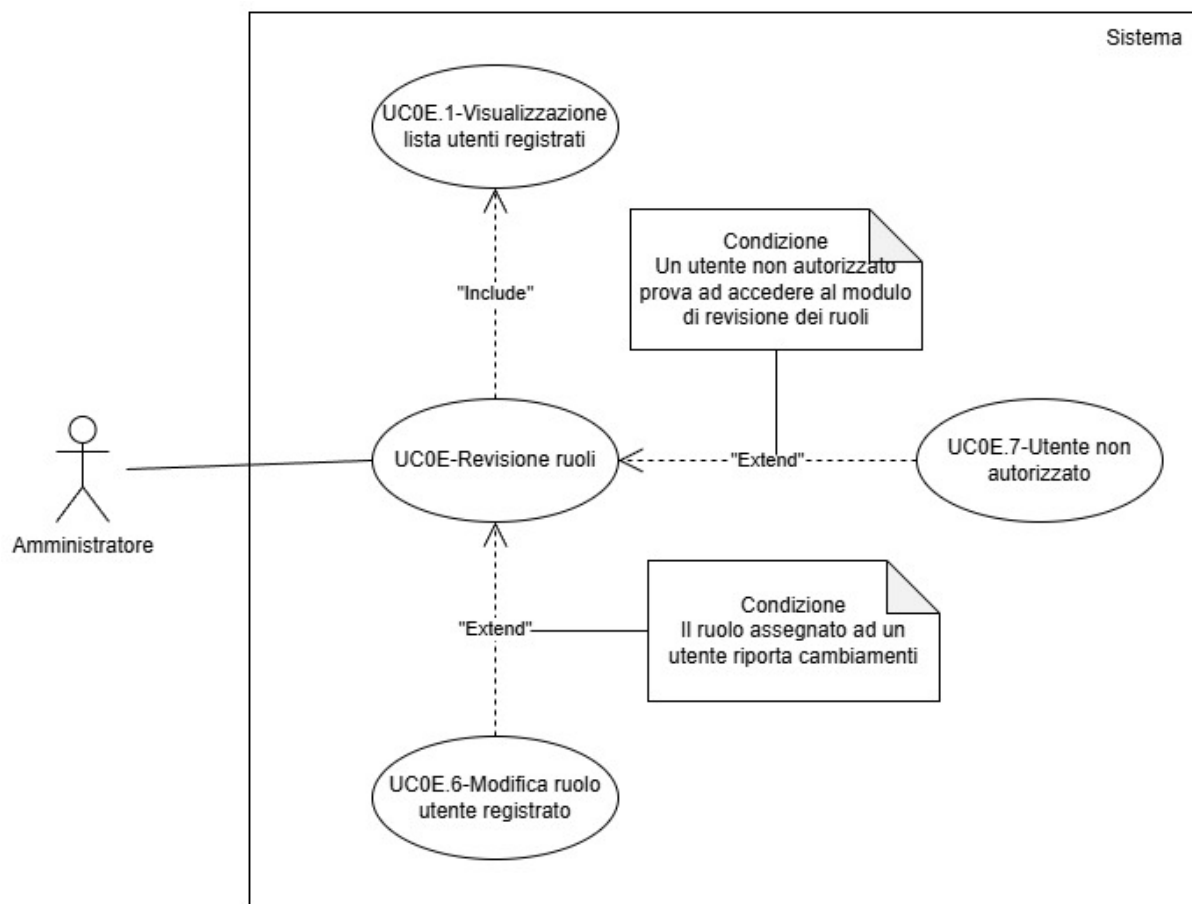 Sistema
UC0E.1-Visualizzazione
lista utenti registrati
Condizione
Un utente non autorizzato
prova ad accedere al modulo
di revisione dei ruoli
"Include"
UC0E-Revisione ruoli
"Extend"
UC0E.7-Utente non
autorizzato
Amministratore
Condizione
Il ruolo assegnato ad un
utente riporta cambiamenti
"Extend"
UC0E.6-Modifica ruolo
utente registrato